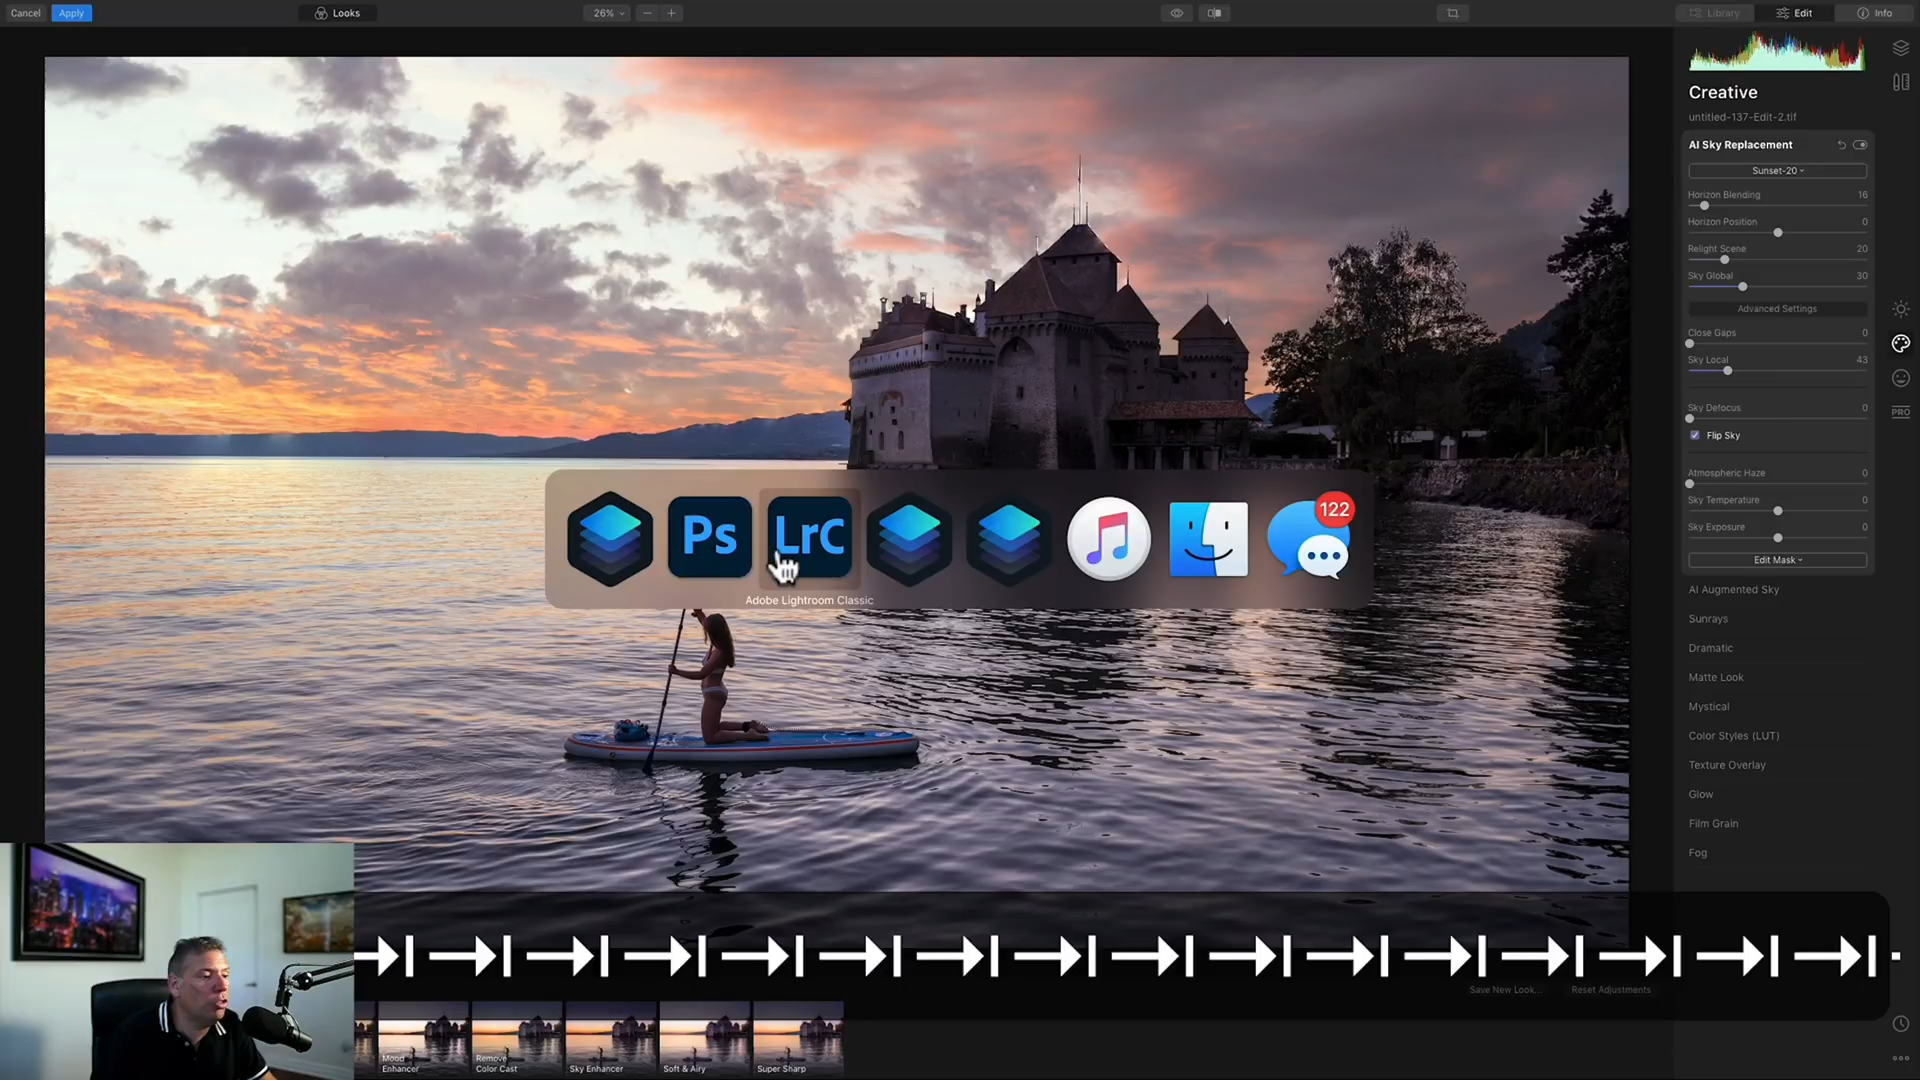 Cancel
Apply
Looks
26%
Library
Edit
Info
Creative
untitled-137-Edit-2.tif
AI Sky Replacement
Sunset-20
Horizon Blending 16
Horizon Position 0
Relight Scene 20
Sky Global 30
Advanced Settings
Close Gaps 0
Sky Local 43
Sky Defocus 0
Flip Sky
Atmospheric Haze 0
Sky Temperature 0
Sky Exposure 0
Edit Mask
AI Augmented Sky
Sunrays
Dramatic
Matte Look
Mystical
Color Styles (LUT)
Texture Overlay
Glow
Film Grain
Fog
PRO
Ps
LrC
122
Adobe Lightroom Classic
Save New Look...
Reset Adjustments
Mood
Enhancer
Remove
Color Cast
Sky Enhancer
Soft & Airy
Super Sharp